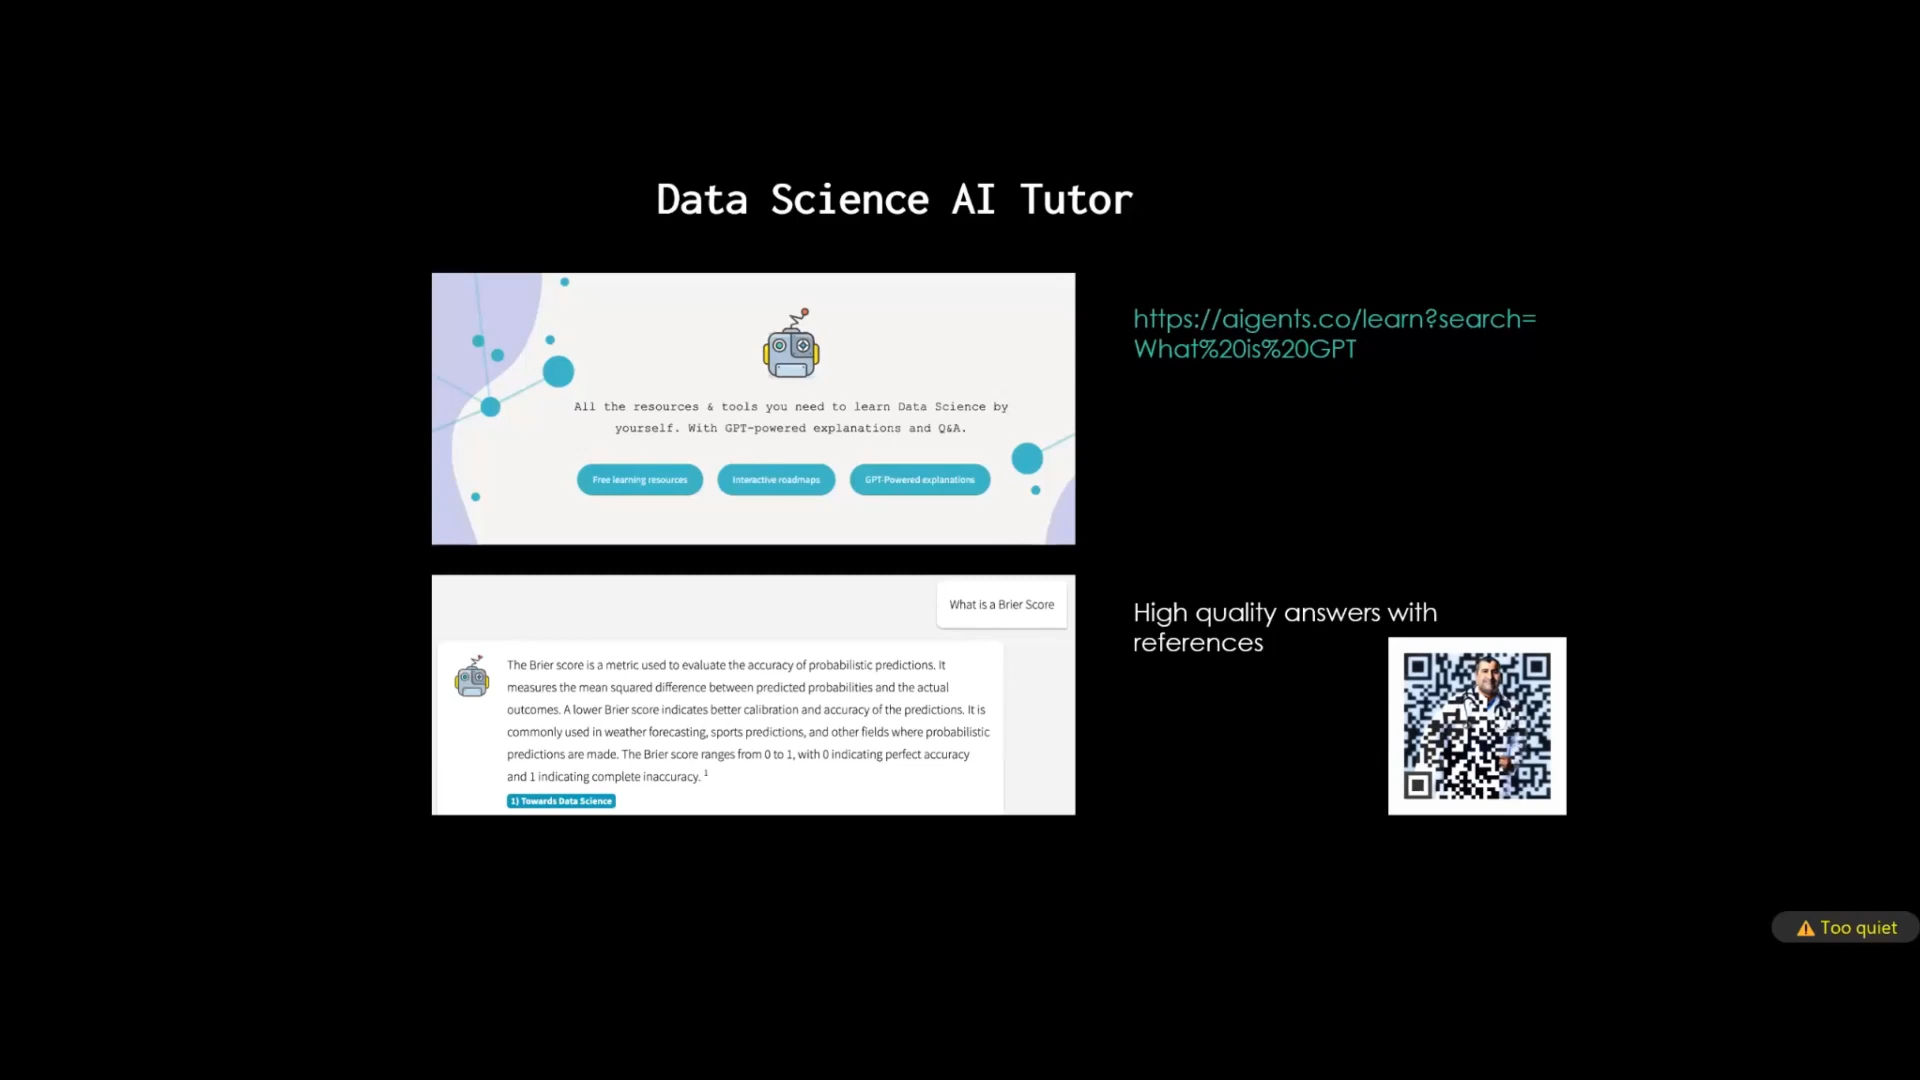 Data Science AI Tutor
All the resources & tools you need to learn Data Science by
yourself. With GPT-powered explanations and Q&A.
Free learning resources
Interactive roadmaps
GPT-Powered explanations
https://aigents.co/learn?search=
What%20is%20GPT
What is a Brier Score
The Brier score is a metric used to evaluate the accuracy of probabilistic predictions. It
measures the mean squared difference between predicted probabilities and the actual
outcomes. A lower Brier score indicates better calibration and accuracy of the predictions. It is
commonly used in weather forecasting, sports predictions, and other fields where probabilistic
predictions are made. The Brier score ranges from 0 to 1, with 0 indicating perfect accuracy
and 1 indicating complete inaccuracy. 1
1) Towards Data Science
High quality answers with
references
Too quiet